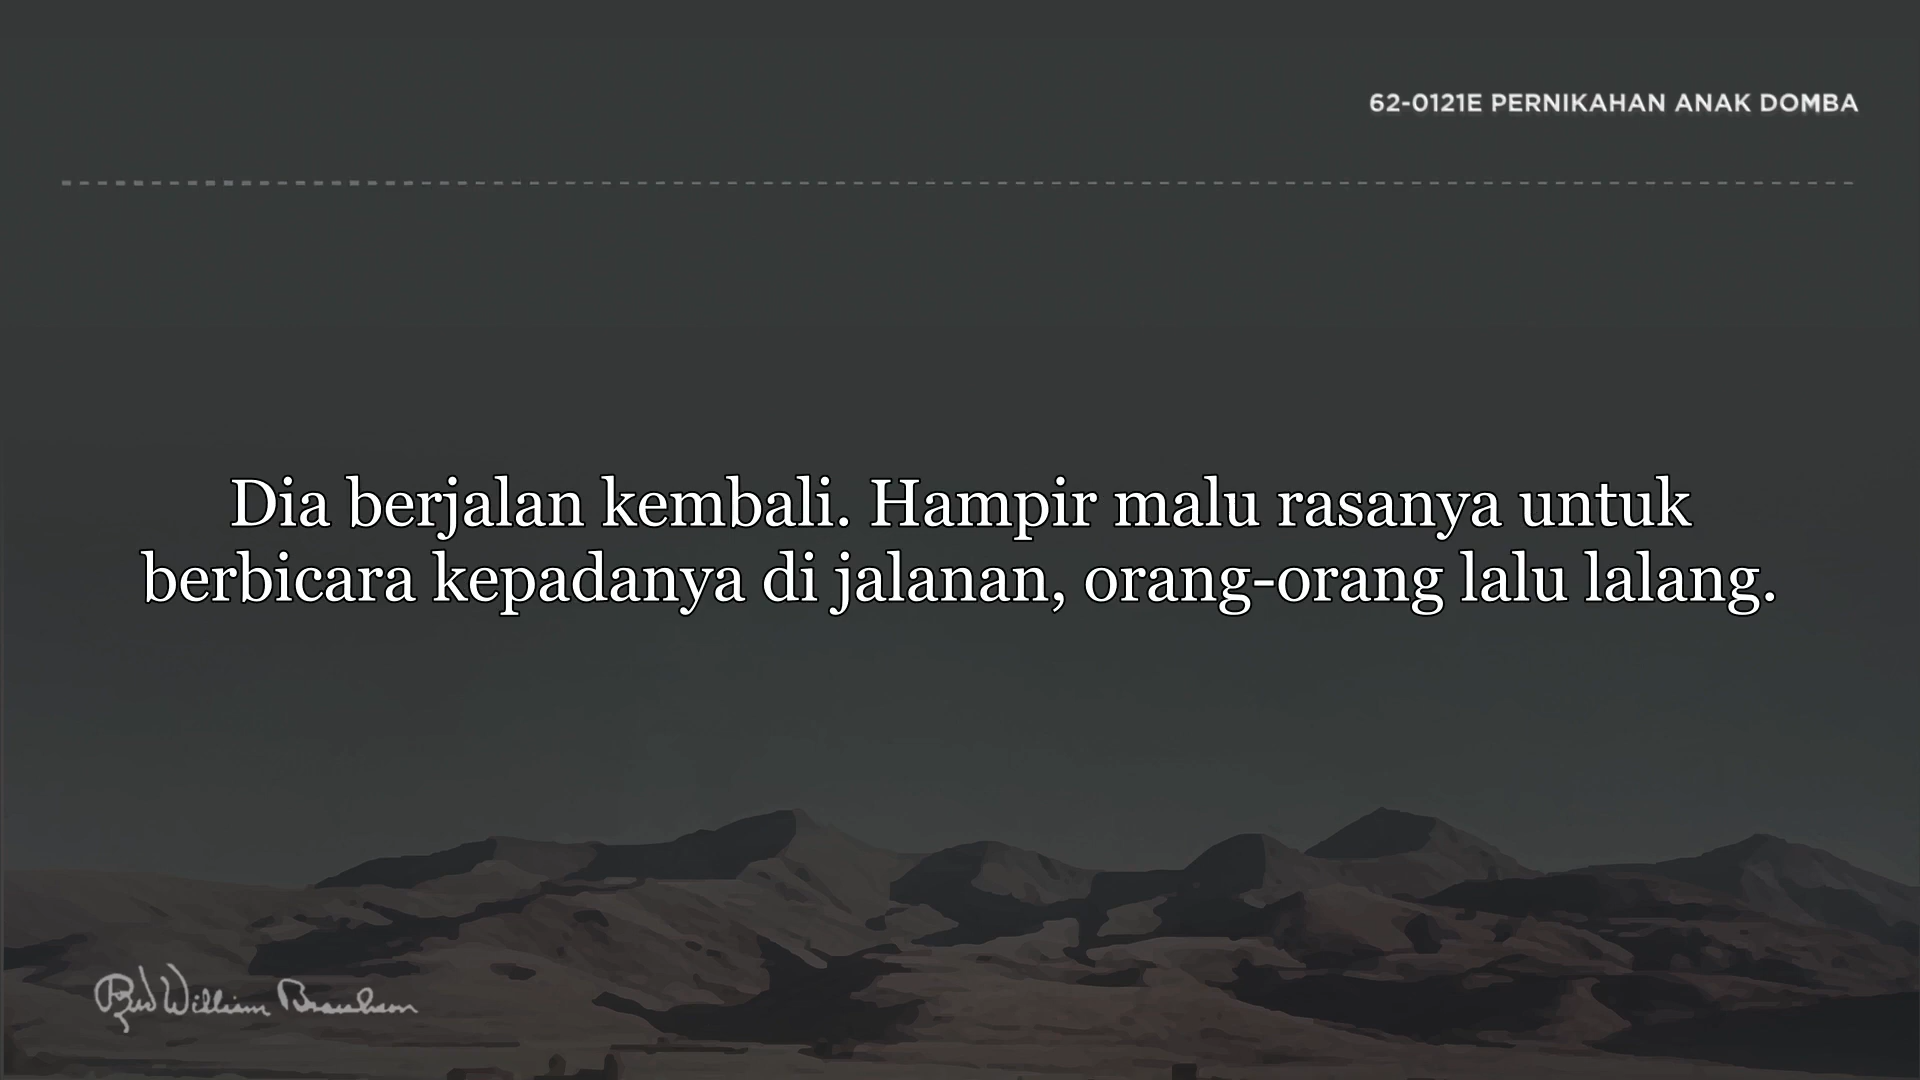 62-0121E PERNIKAHAN ANAK DOMBA
Dia berjalan kembali. Hampir malu rasanya untuk
berbicara kepadanya di jalanan, orang-orang lalu lalang.
Rev William Branham